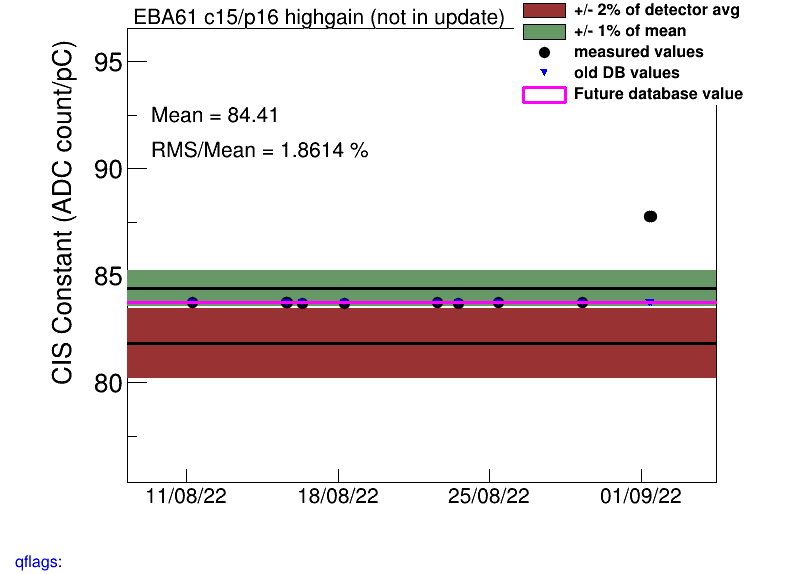 EBA61 c15/p16 highgain (not in update)
+/- 2% of detector avg
+/- 1% of mean
measured values
old DB values
Future database value
Mean = 84.41
RMS/Mean = 1.8614 %
CIS Constant (ADC count/pC)
95
90
85
80
11/08/22 18/08/22 25/08/22 01/09/22
qflags: